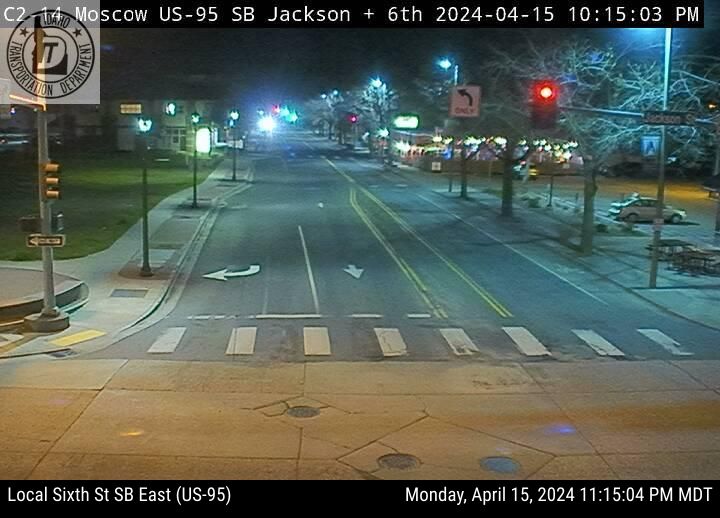 C2 14 Moscow US-95 SB Jackson + 6th 2024-04-15 10:15:03 PM
IDAHO
TRANSPORTATION DEPARTMENT
ONLY
Jackson St
Local Sixth St SB East (US-95)
Monday, April 15, 2024 11:15:04 PM MDT